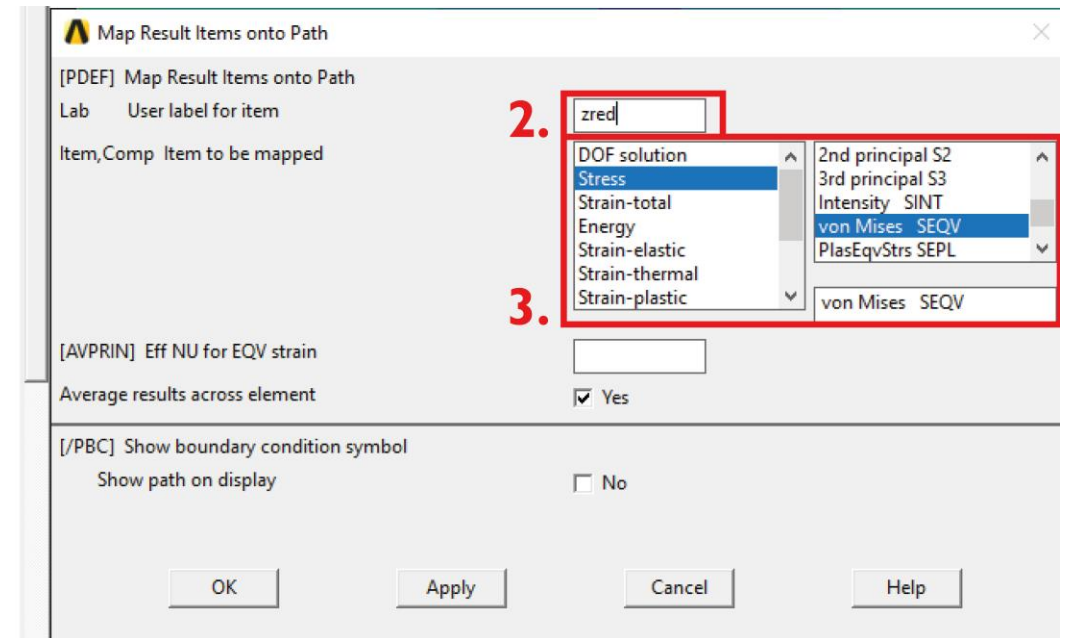 Map Result Items onto Path
[PDEF] Map Result Items onto Path
Lab User label for item
2.
zred
Item,Comp Item to be mapped
DOF solution
Stress
Strain-total
Energy
Strain-elastic
Strain-thermal
Strain-plastic
2nd principal S2
3rd principal S3
Intensity SINT
von Mises SEQV
PlasEqvStrs SEPL
3.
von Mises SEQV
[AVPRIN] Eff NU for EQV strain
Average results across element
Yes
[/PBC] Show boundary condition symbol
Show path on display
No
OK
Apply
Cancel
Help